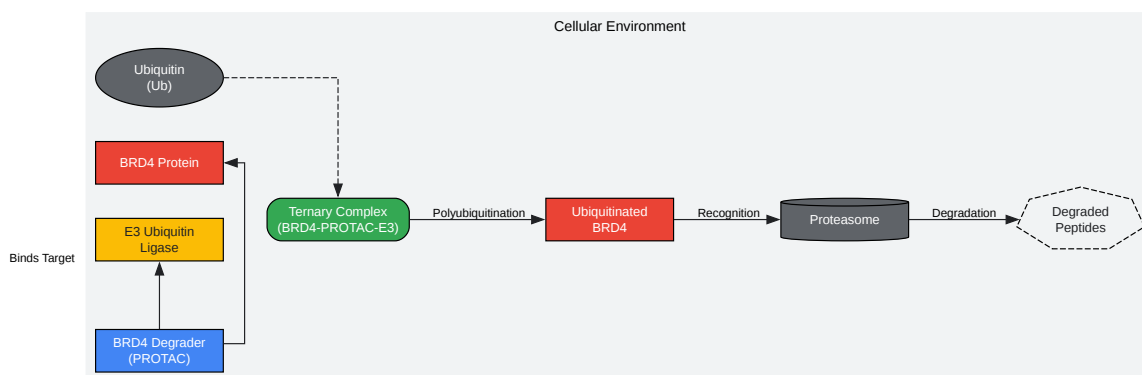 Cellular Environment
Ubiquitin
(Ub)
BRD4 Protein
E3 Ubiquitin
Ligase
Binds Target
BRD4 Degrader
(PROTAC)
Ternary Complex
(BRD4-PROTAC-E3)
Polyubiquitination
Ubiquitinated
BRD4
Recognition
Proteasome
Degradation
Degraded
Peptides